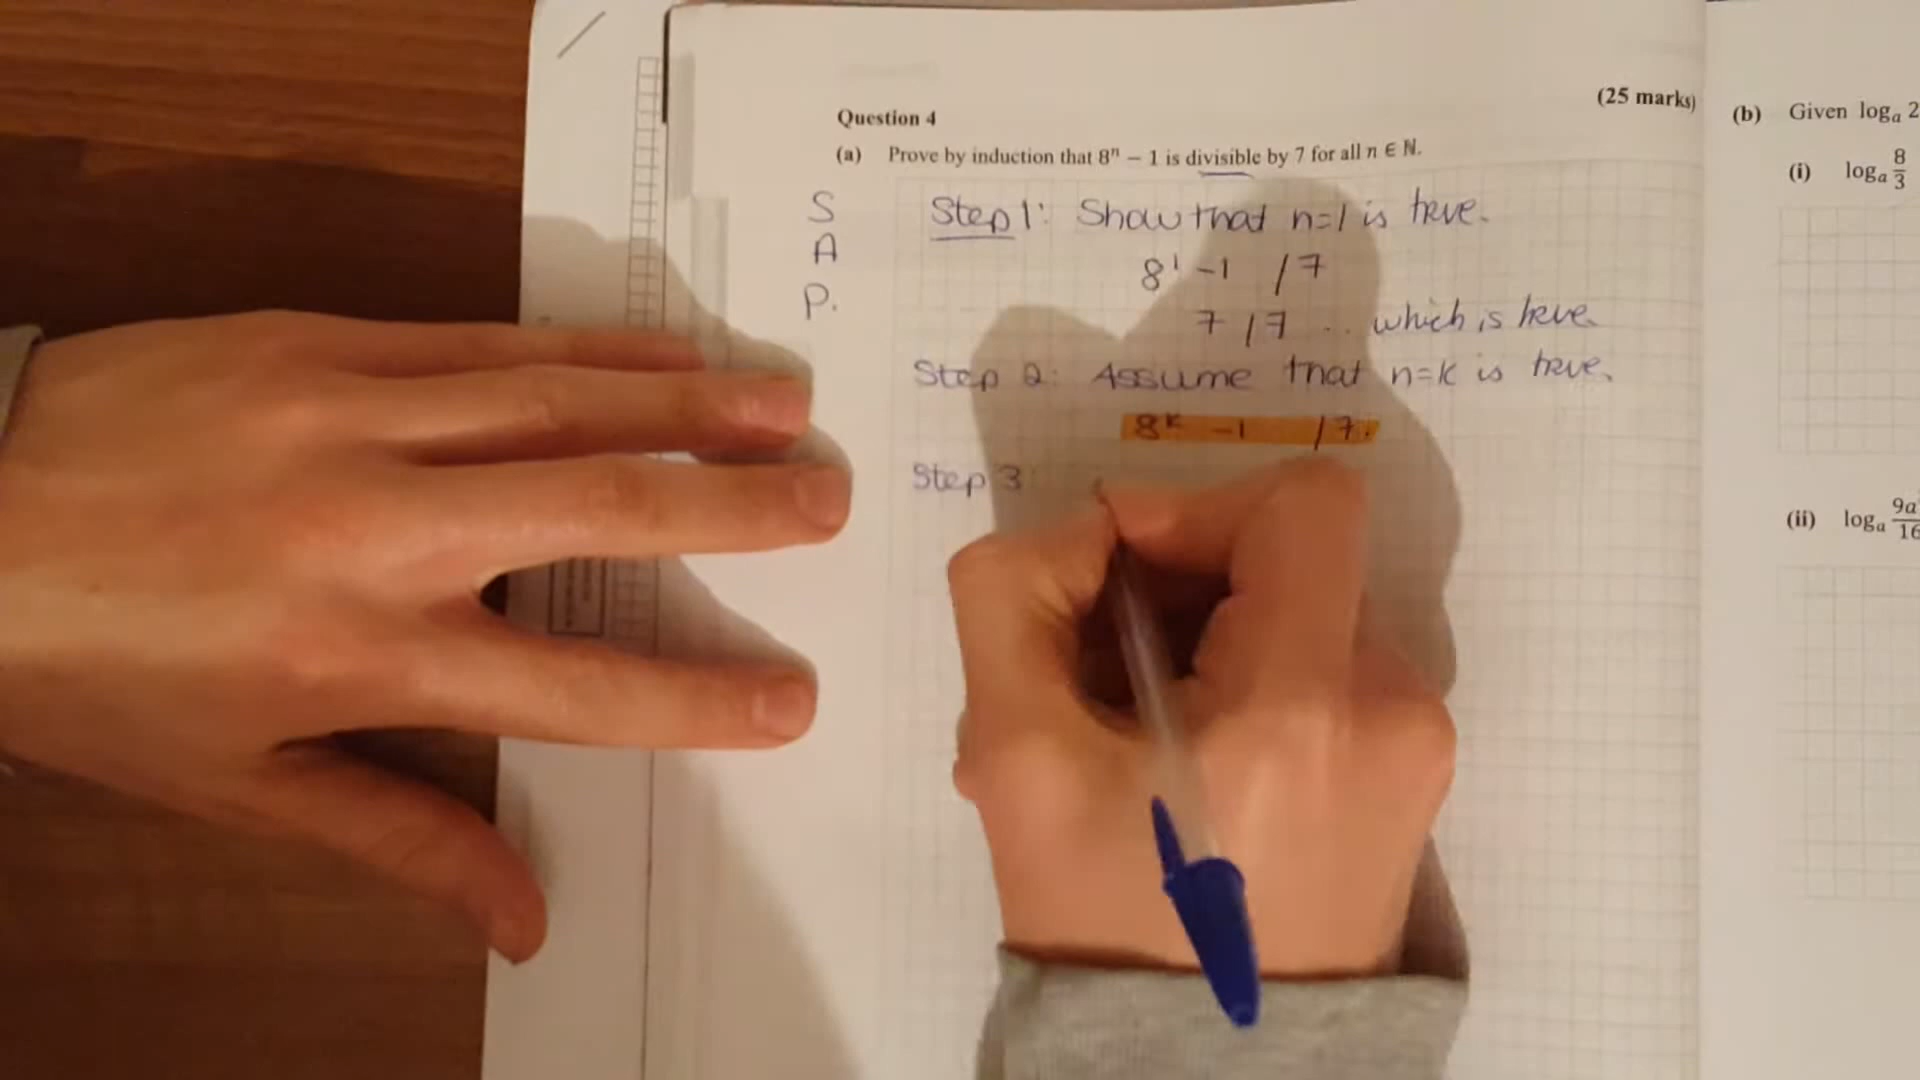 (25 marks)
Question 4
(a) Prove by induction that 8ⁿ − 1 is divisible by 7 for all n ∈ ℕ.
S
A
P.
Step 1: Show that n=1 is true.
8¹ -1 / 7
7 / 7 .. which is true.
Step 2: Assume that n=k is true.
8ᵏ -1 / 7.
Step 3
(b) Given logₐ 2
(i) logₐ 8/3
(ii) logₐ 9a/16